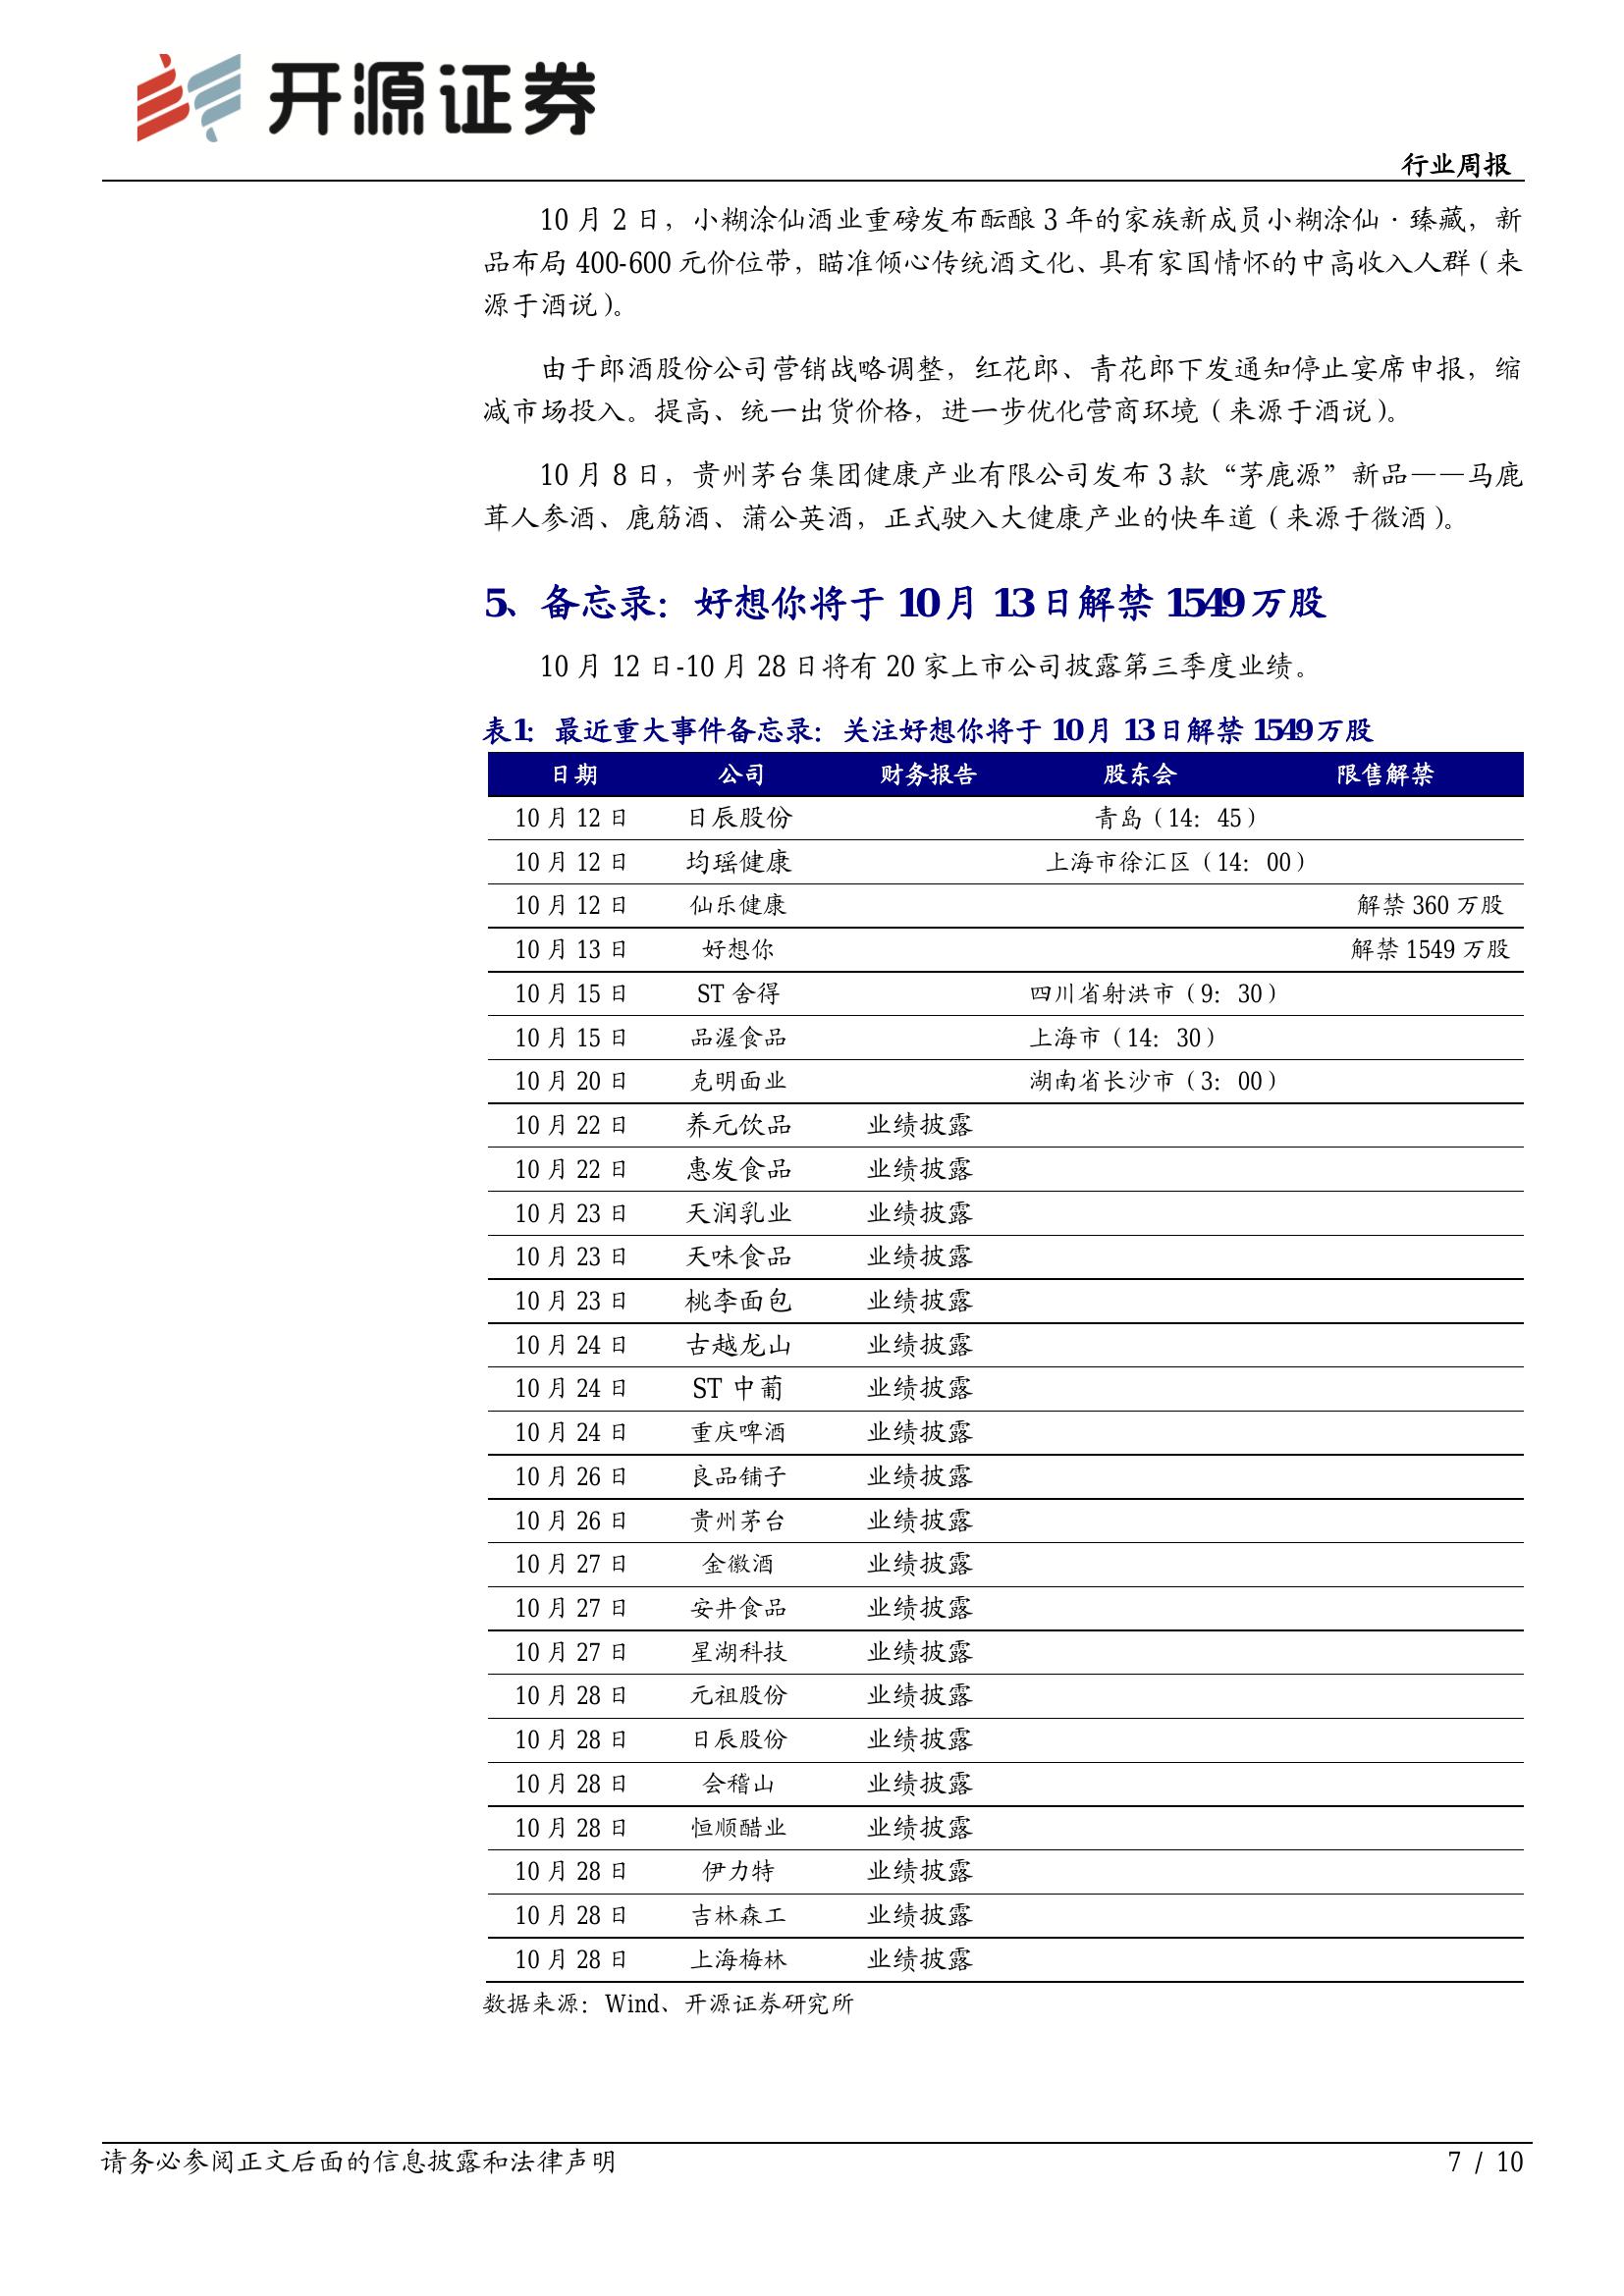 开源证券
行业周报
10 月 2 日，小糊涂仙酒业重磅发布酝酿 3 年的家族新成员小糊涂仙·臻藏，新
品布局 400-600 元价位带，瞄准倾心传统酒文化、具有家国情怀的中高收入人群（来
源于酒说）。
由于郎酒股份公司营销战略调整，红花郎、青花郎下发通知停止宴席申报，缩
减市场投入。提高、统一出货价格，进一步优化营商环境（来源于酒说）。
10 月 8 日，贵州茅台集团健康产业有限公司发布 3 款“茅鹿源”新品——马鹿
茸人参酒、鹿筋酒、蒲公英酒，正式驶入大健康产业的快车道（来源于微酒）。
5、备忘录：好想你将于 10 月 13 日解禁 1549 万股
10 月 12 日-10 月 28 日将有 20 家上市公司披露第三季度业绩。
表1：最近重大事件备忘录：关注好想你将于 10 月 13 日解禁 1549 万股
日期 公司 财务报告 股东会 限售解禁
10 月 12 日 日辰股份 青岛（14：45）
10 月 12 日 均瑶健康 上海市徐汇区（14：00）
10 月 12 日 仙乐健康 解禁 360 万股
10 月 13 日 好想你 解禁 1549 万股
10 月 15 日 ST 舍得 四川省射洪市（9：30）
10 月 15 日 品渥食品 上海市（14：30）
10 月 20 日 克明面业 湖南省长沙市（3：00）
10 月 22 日 养元饮品 业绩披露
10 月 22 日 惠发食品 业绩披露
10 月 23 日 天润乳业 业绩披露
10 月 23 日 天味食品 业绩披露
10 月 23 日 桃李面包 业绩披露
10 月 24 日 古越龙山 业绩披露
10 月 24 日 ST 中葡 业绩披露
10 月 24 日 重庆啤酒 业绩披露
10 月 26 日 良品铺子 业绩披露
10 月 26 日 贵州茅台 业绩披露
10 月 27 日 金徽酒 业绩披露
10 月 27 日 安井食品 业绩披露
10 月 27 日 星湖科技 业绩披露
10 月 28 日 元祖股份 业绩披露
10 月 28 日 日辰股份 业绩披露
10 月 28 日 会稽山 业绩披露
10 月 28 日 恒顺醋业 业绩披露
10 月 28 日 伊力特 业绩披露
10 月 28 日 吉林森工 业绩披露
10 月 28 日 上海梅林 业绩披露
数据来源：Wind、开源证券研究所
请务必参阅正文后面的信息披露和法律声明 7 / 10